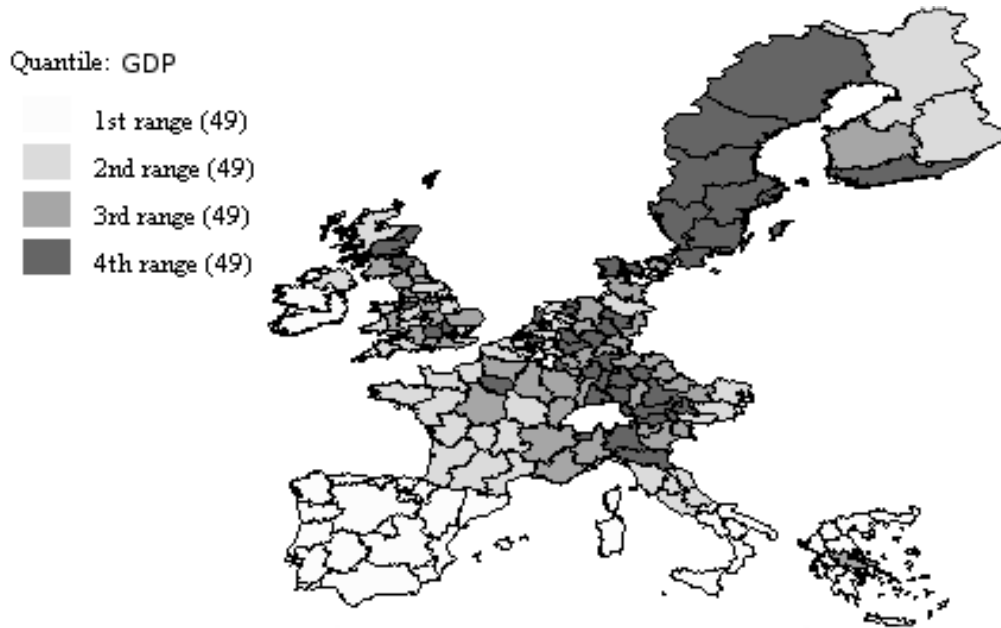 Quantile: GDP
1st range (49)
2nd range (49)
3rd range (49)
4th range (49)